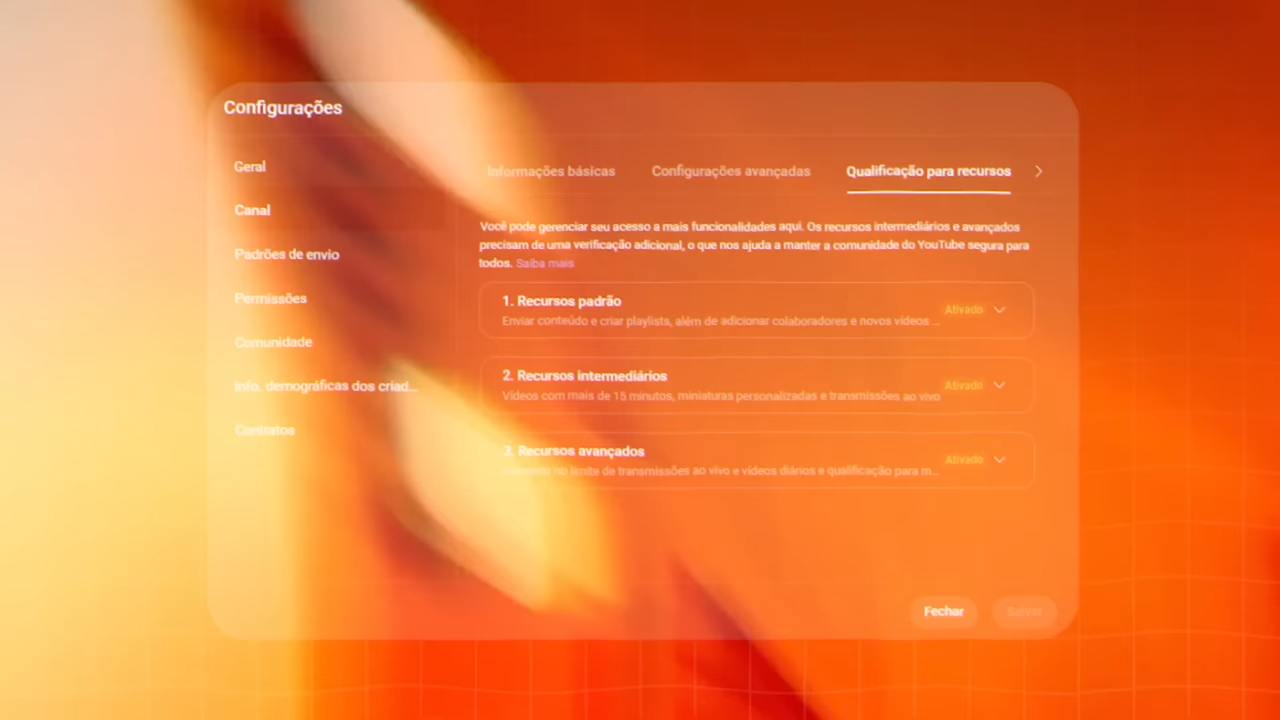 Configurações
Geral
Canal
Padrões de envio
Permissões
Comunidade
Info. demográficas dos criad...
Contratos
Informações básicas
Configurações avançadas
Qualificação para recursos
Você pode gerenciar seu acesso a mais funcionalidades aqui. Os recursos intermediários e avançados
precisam de uma verificação adicional, o que nos ajuda a manter a comunidade do YouTube segura para
todos. Saiba mais
1. Recursos padrão
Enviar conteúdo e criar playlists, além de adicionar colaboradores e novos vídeos ...
Ativado
2. Recursos intermediários
Vídeos com mais de 15 minutos, miniaturas personalizadas e transmissões ao vivo
Ativado
3. Recursos avançados
no limite de transmissões ao vivo e vídeos diários e qualificação para m...
Ativado
Fechar
Salvar